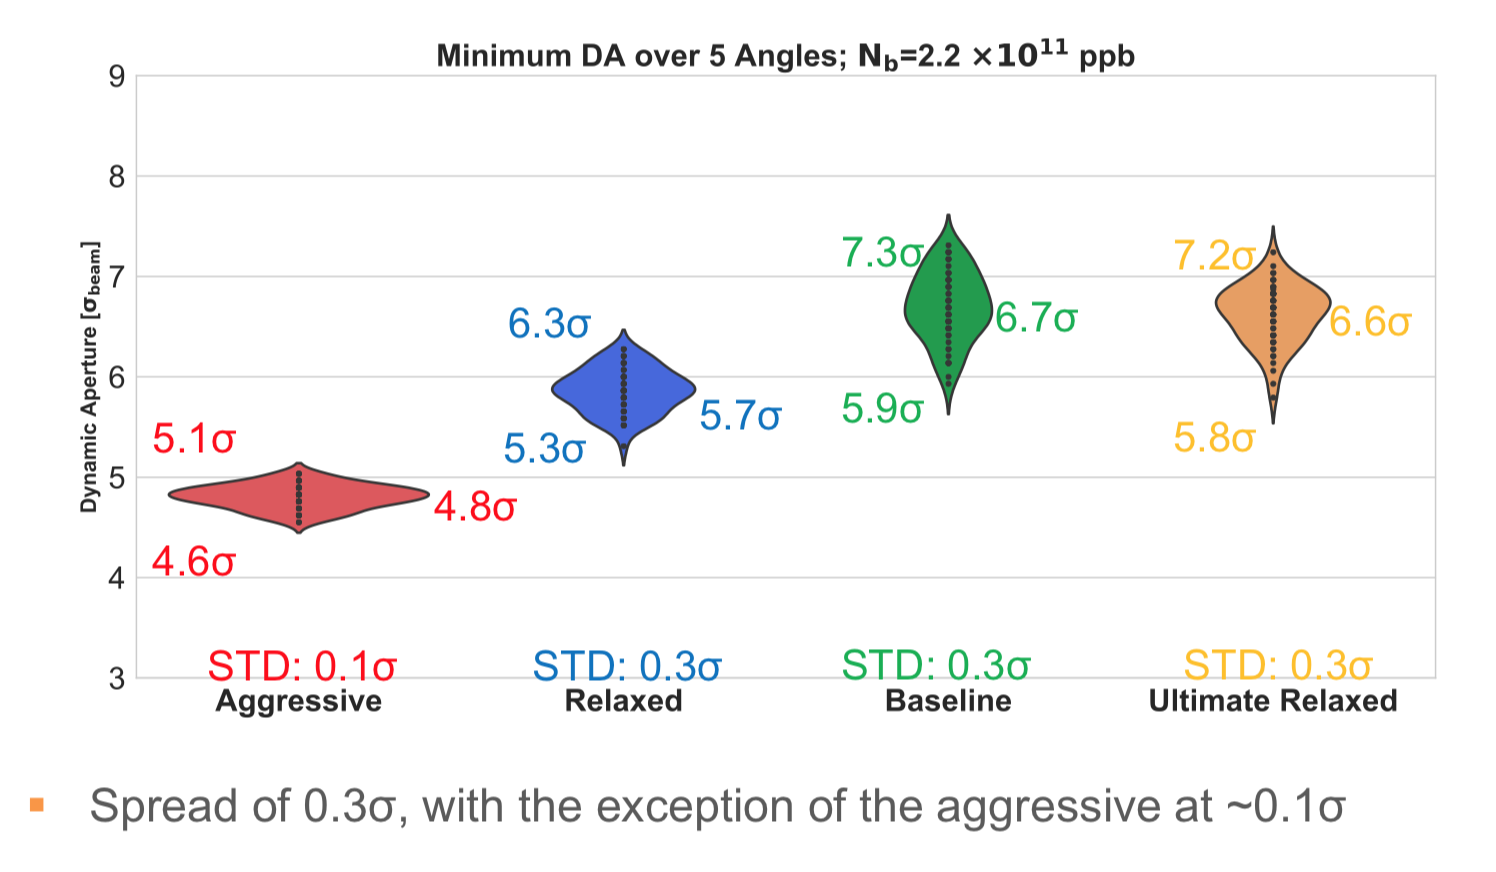 Minimum DA over 5 Angles; N_b=2.2 ×10¹¹ ppb
Dynamic Aperture [σ_beam]
9
8
7
6
5
4
3
5.1σ
4.8σ
4.6σ
STD: 0.1σ
Aggressive
6.3σ
5.7σ
5.3σ
STD: 0.3σ
Relaxed
7.3σ
6.7σ
5.9σ
STD: 0.3σ
Baseline
7.2σ
6.6σ
5.8σ
STD: 0.3σ
Ultimate Relaxed
▪ Spread of 0.3σ, with the exception of the aggressive at ~0.1σ